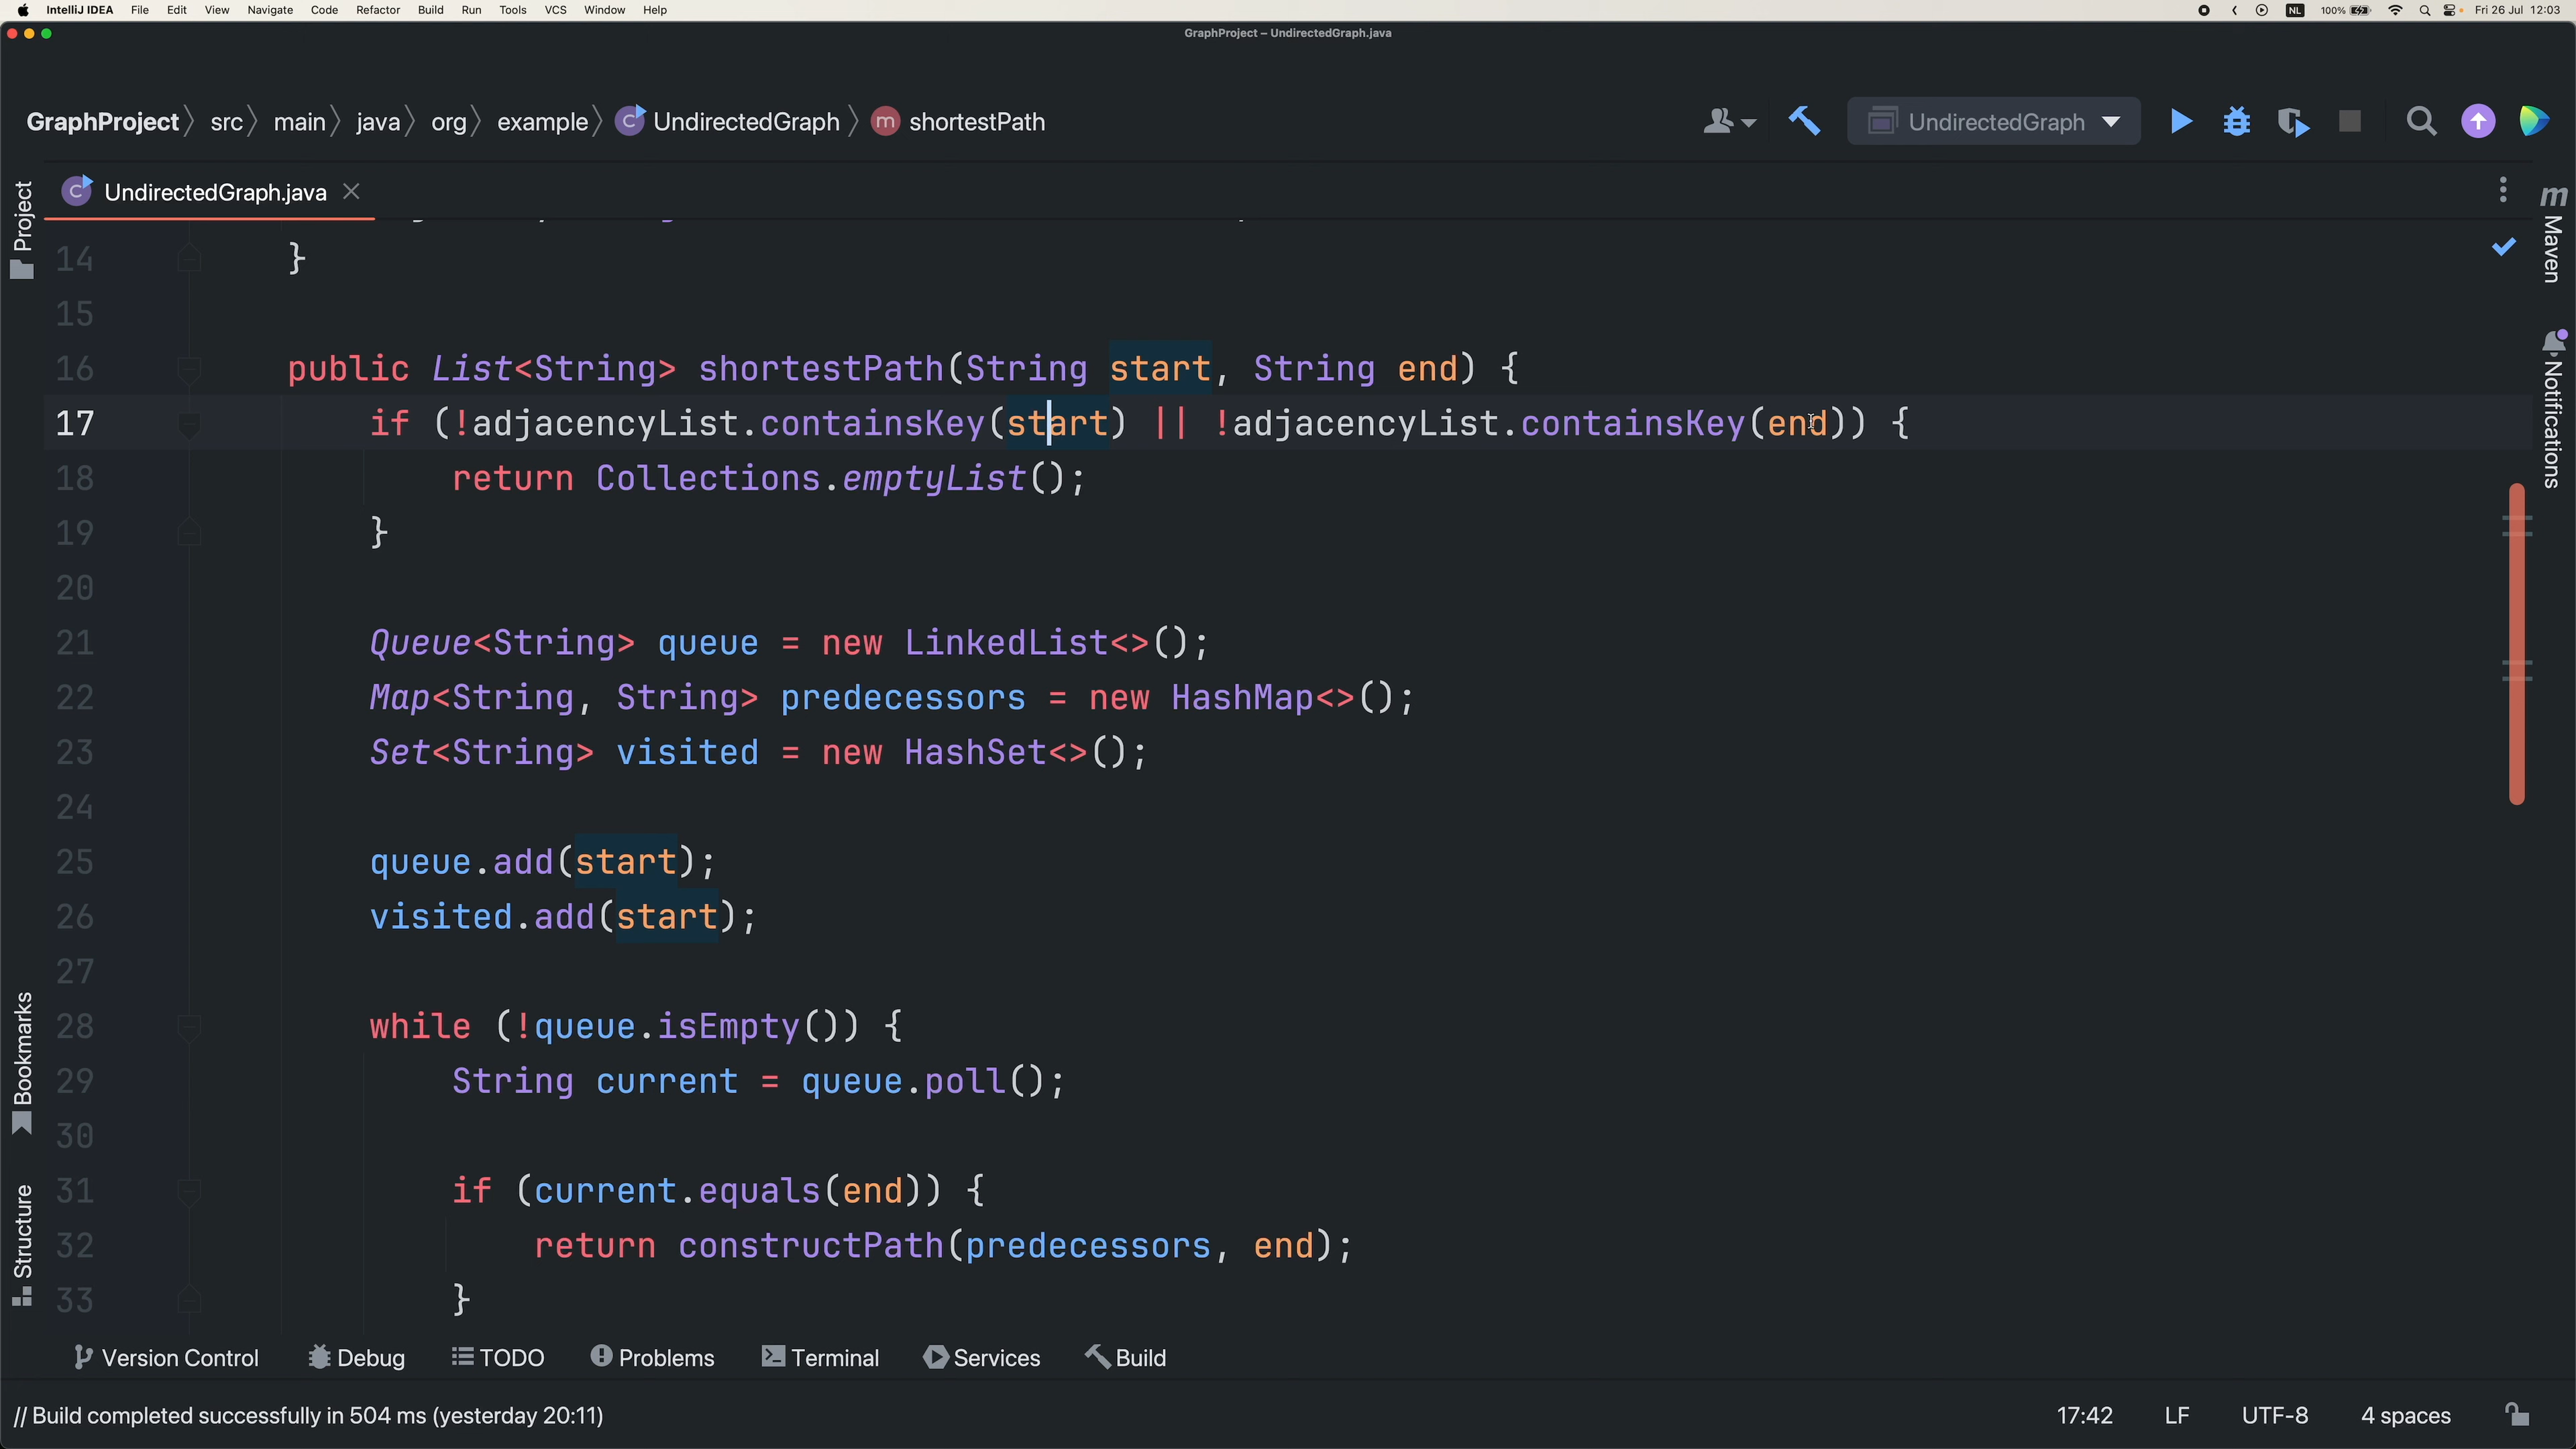 IntelliJ IDEA File Edit View Navigate Code Refactor Build Run Tools VCS Window Help NL 100% Fri 26 Jul 12:03
GraphProject – UndirectedGraph.java
GraphProject src main java org example UndirectedGraph m shortestPath UndirectedGraph
Project
UndirectedGraph.java
Maven
Notifications
14 }
15
16 public List<String> shortestPath(String start, String end) {
17 if (!adjacencyList.containsKey(start) || !adjacencyList.containsKey(end)) {
18 return Collections.emptyList();
19 }
20
21 Queue<String> queue = new LinkedList<>();
22 Map<String, String> predecessors = new HashMap<>();
23 Set<String> visited = new HashSet<>();
24
25 queue.add(start);
26 visited.add(start);
27
28 while (!queue.isEmpty()) {
29 String current = queue.poll();
30
31 if (current.equals(end)) {
32 return constructPath(predecessors, end);
33 }
Bookmarks
Structure
Version Control Debug TODO Problems Terminal Services Build
// Build completed successfully in 504 ms (yesterday 20:11) 17:42 LF UTF-8 4 spaces